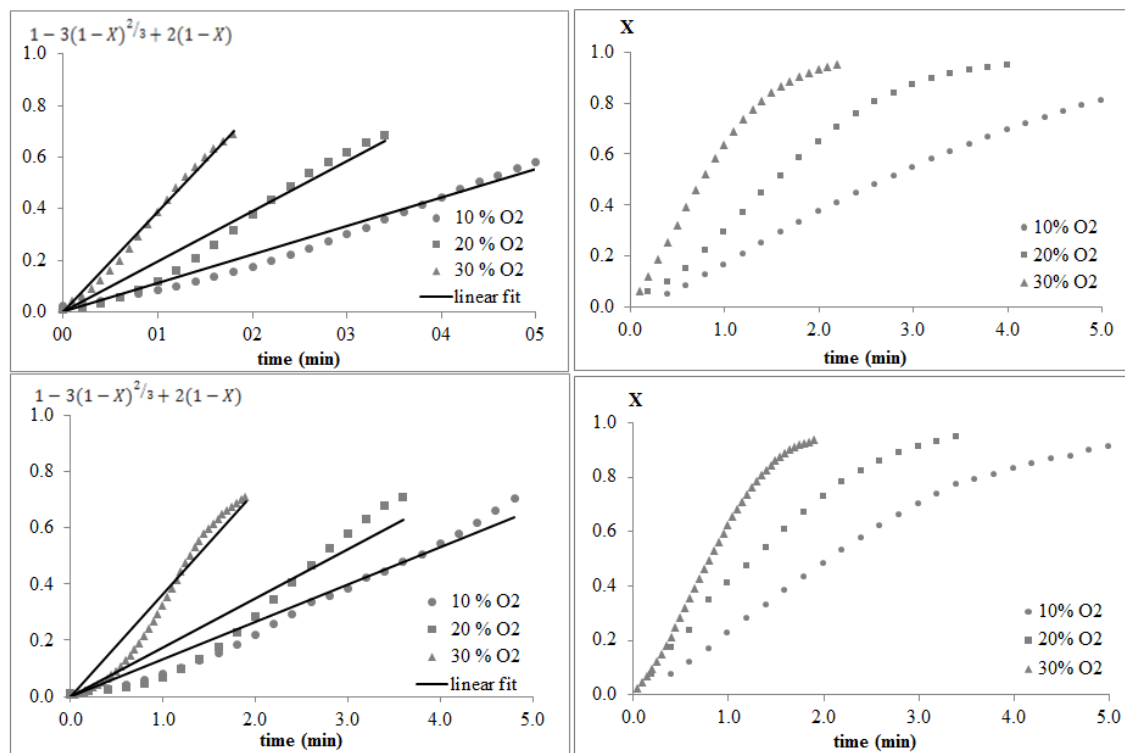 1 − 3(1 − X)^2/3 + 2(1 − X)
1.0
0.8
0.6
0.4
0.2
0.0
00 01 02 03 04 05
time (min)
10 % O2
20 % O2
30 % O2
linear fit
X
1.0
0.8
0.6
0.4
0.2
0.0
0.0 1.0 2.0 3.0 4.0 5.0
time (min)
10% O2
20% O2
30% O2
1 − 3(1 − X)^2/3 + 2(1 − X)
1.0
0.8
0.6
0.4
0.2
0.0
0.0 1.0 2.0 3.0 4.0 5.0
time (min)
10 % O2
20 % O2
30 % O2
linear fit
X
1.0
0.8
0.6
0.4
0.2
0.0
0.0 1.0 2.0 3.0 4.0 5.0
time (min)
10% O2
20% O2
30% O2